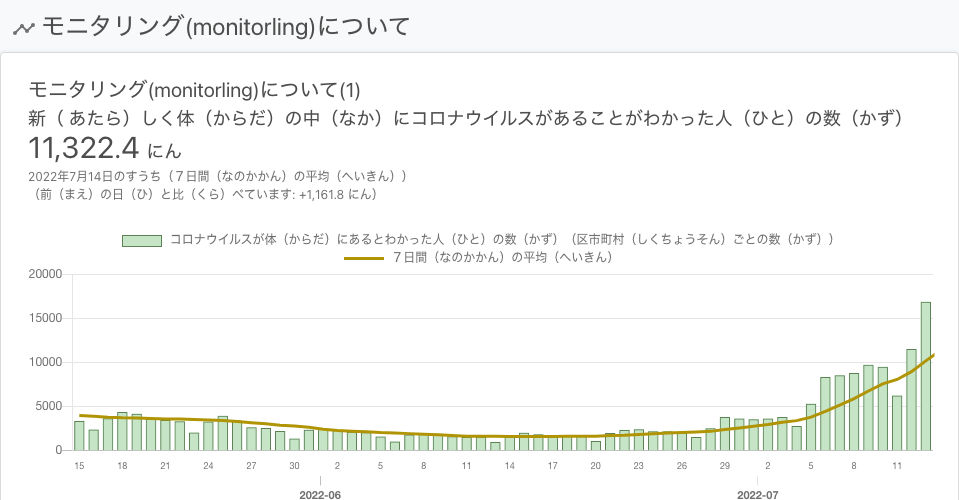 モニタリング(monitorling)について
モニタリング(monitorling)について(1)
新（ あたら）しく体（からだ）の中（なか）にコロナウイルスがあることがわかった人（ひと）の数（かず）
11,322.4 にん
2022年7月14日のすうち（７日間（なのかかん）の平均（へいきん））
（前（まえ）の日（ひ）と比（くら）べています: +1,161.8 にん）
コロナウイルスが体（からだ）にあるとわかった人（ひと）の数（かず）（区市町村（しくちょうそん）ごとの数（かず））
７日間（なのかかん）の平均（へいきん）
20000
15000
10000
5000
0
15 18 21 24 27 30 2 5 8 11 14 17 20 23 26 29 2 5 8 11
2022-06 2022-07